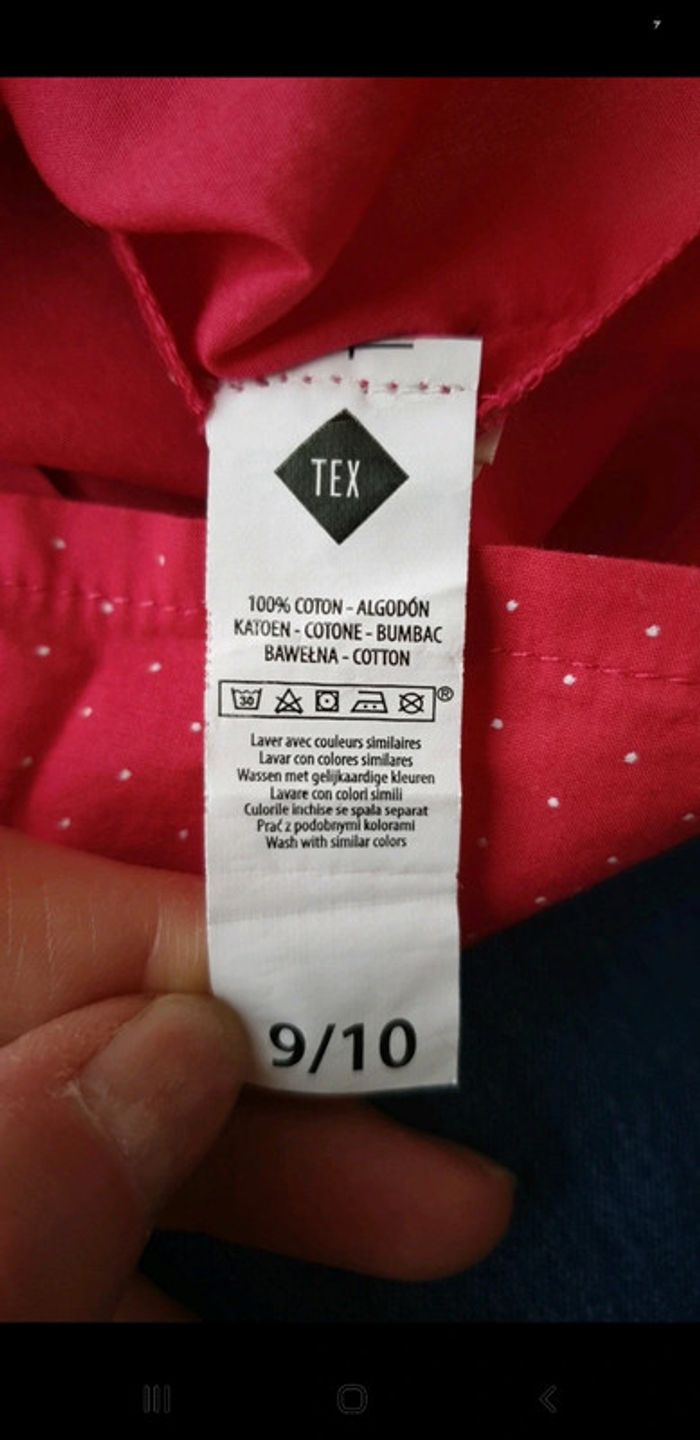 TEX
100% COTON - ALGODÓN
KATOEN - COTONE - BUMBAC
BAWEŁNA - COTTON
30
®
Laver avec couleurs similaires
Lavar con colores similares
Wassen met gelijkaardige kleuren
Lavare con colori simili
Culorile inchise se spala separat
Prać z podobnymi kolorami
Wash with similar colors
9/10